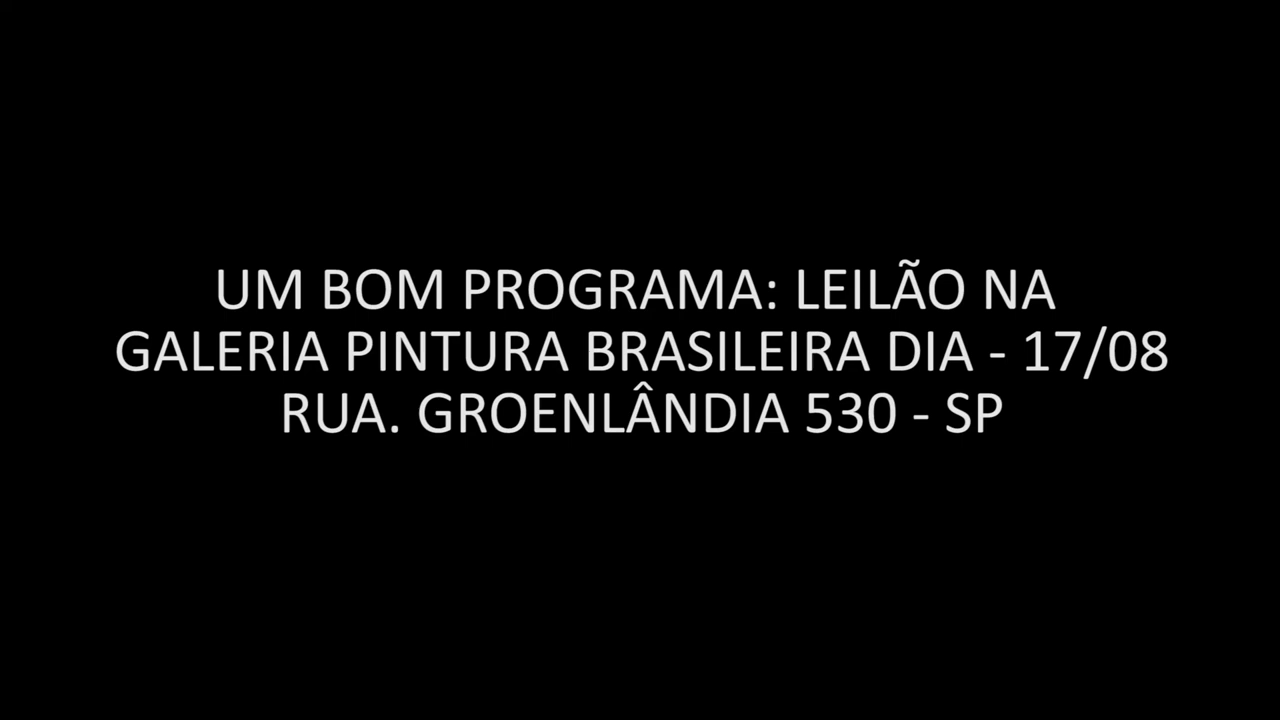 UM BOM PROGRAMA: LEILÃO NA
GALERIA PINTURA BRASILEIRA DIA - 17/08
RUA. GROENLÂNDIA 530 - SP